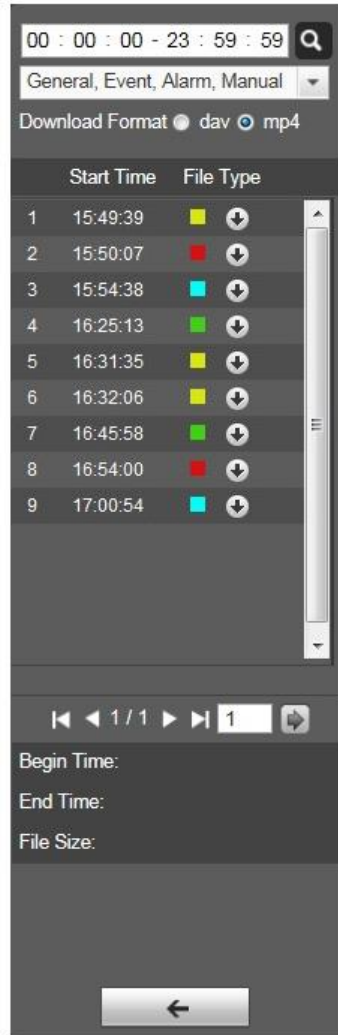 00 : 00 : 00 - 23 : 59 : 59
General, Event, Alarm, Manual
Download Format dav mp4
Start Time File Type
1 15:49:39
2 15:50:07
3 15:54:38
4 16:25:13
5 16:31:35
6 16:32:06
7 16:45:58
8 16:54:00
9 17:00:54
1 / 1 1
Begin Time:
End Time:
File Size: